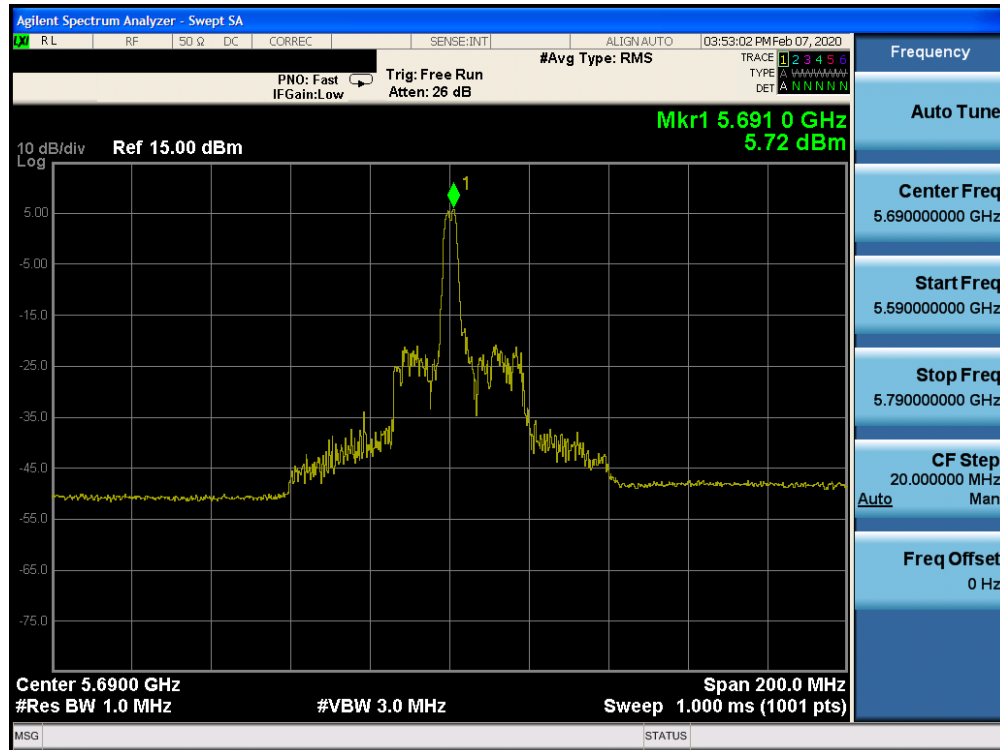 Agilent Spectrum Analyzer - Swept SA
LXI RL RF 50 Ω DC CORREC SENSE:INT ALIGN AUTO 03:53:02 PM Feb 07, 2020
#Avg Type: RMS
TRACE 1 2 3 4 5 6
PNO: Fast Trig: Free Run
TYPE A WWWWW
IFGain:Low Atten: 26 dB
DET A N N N N N
Mkr1 5.691 0 GHz
5.72 dBm
10 dB/div Ref 15.00 dBm
Log
1
5.00
-5.00
-15.0
-25.0
-35.0
-45.0
-55.0
-65.0
-75.0
Center 5.6900 GHz Span 200.0 MHz
#Res BW 1.0 MHz #VBW 3.0 MHz Sweep 1.000 ms (1001 pts)
MSG STATUS
Frequency
Auto Tune
Center Freq
5.690000000 GHz
Start Freq
5.590000000 GHz
Stop Freq
5.790000000 GHz
CF Step
20.000000 MHz
Auto Man
Freq Offset
0 Hz